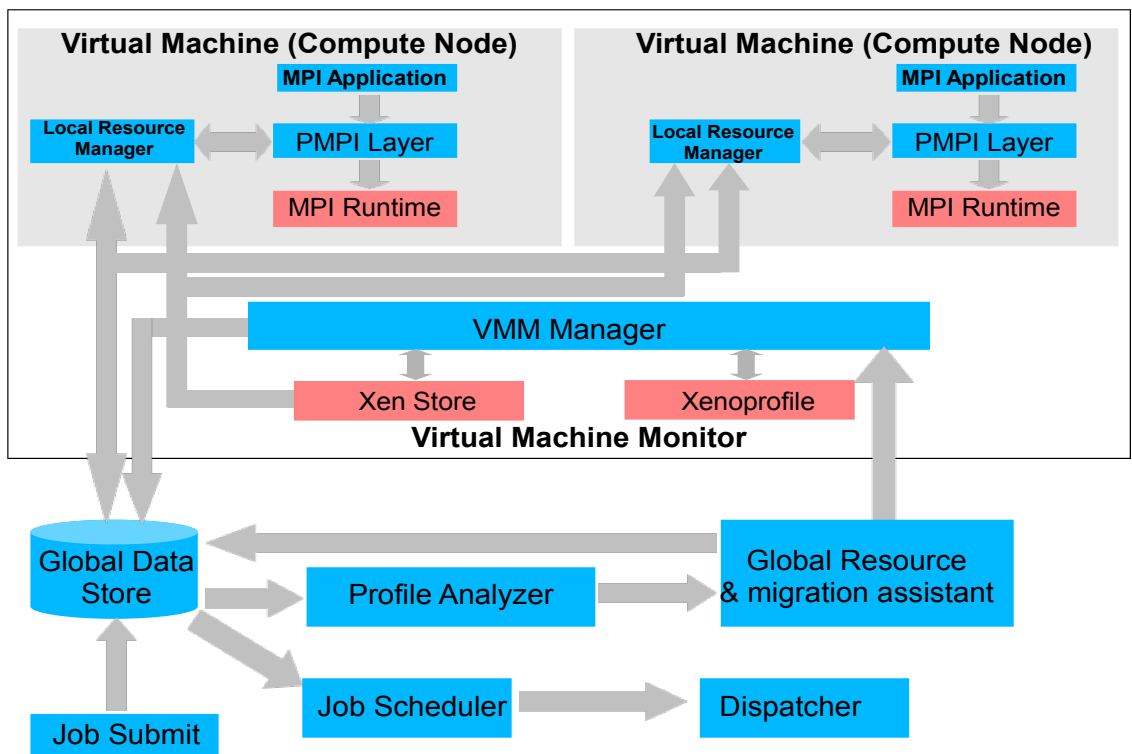 Virtual Machine (Compute Node)
MPI Application
Local Resource
Manager
PMPI Layer
MPI Runtime
Virtual Machine (Compute Node)
MPI Application
Local Resource
Manager
PMPI Layer
MPI Runtime
VMM Manager
Xen Store
Xenoprofile
Virtual Machine Monitor
Global Data
Store
Profile Analyzer
Global Resource
& migration assistant
Job Submit
Job Scheduler
Dispatcher